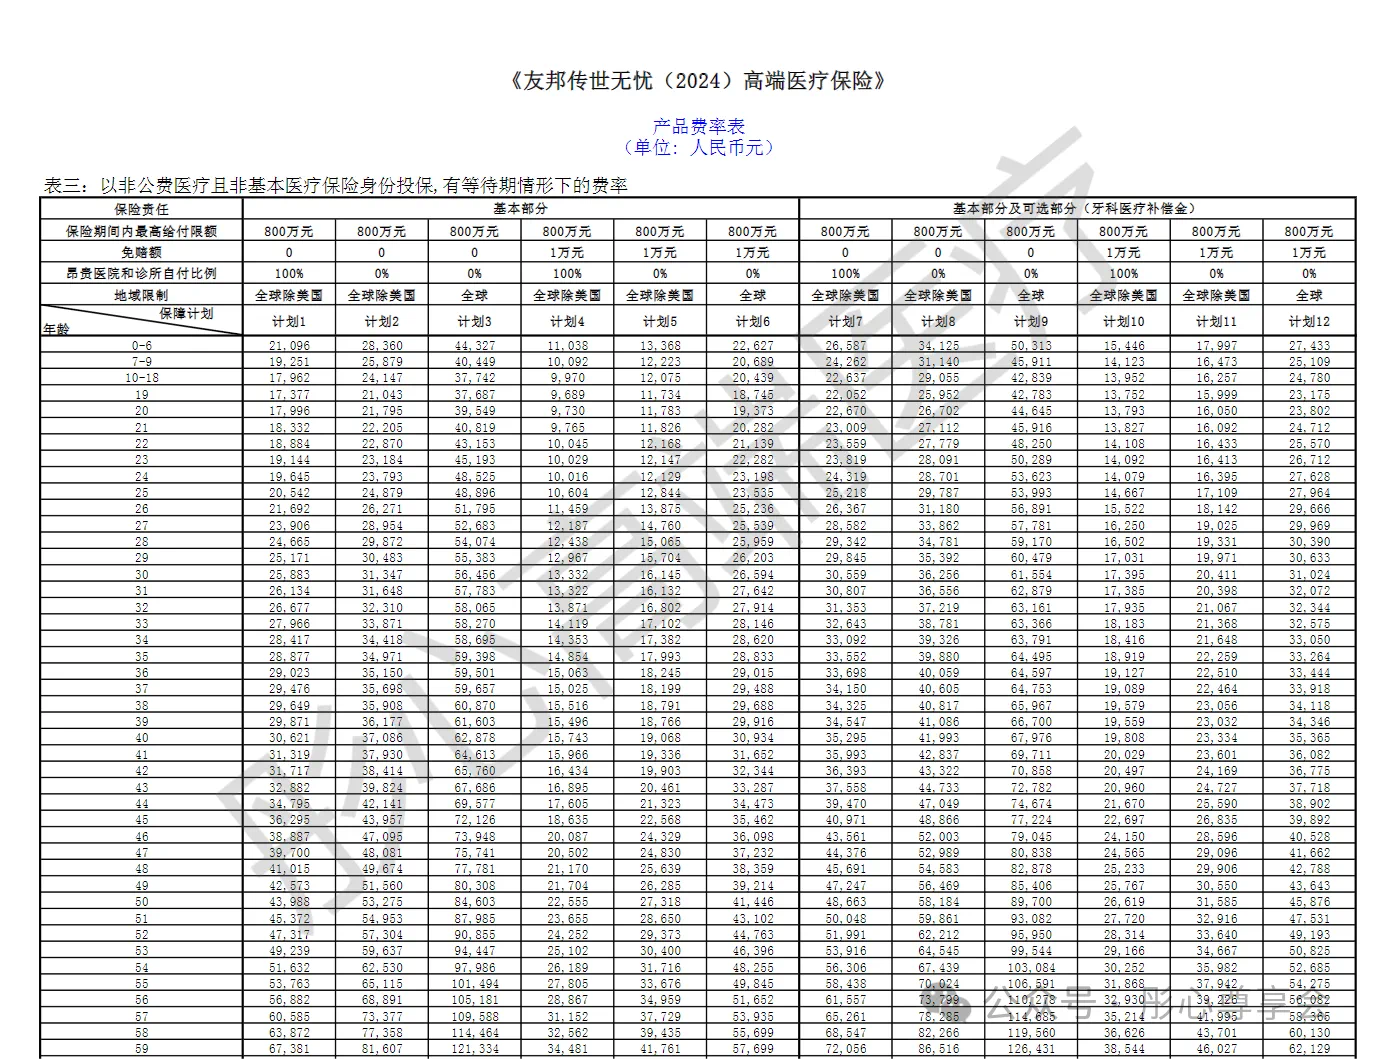 《友邦传世无忧（2024）高端医疗保险》
产品费率表
（单位：人民币元）
表三：以非公费医疗且非基本医疗保险身份投保,有等待期情形下的费率
保险责任 基本部分 基本部分及可选部分（牙科医疗补偿金）
保险期间内最高给付限额 800万元 800万元 800万元 800万元 800万元 800万元 800万元 800万元 800万元 800万元 800万元 800万元
免赔额 0 0 0 1万元 1万元 1万元 0 0 0 1万元 1万元 1万元
昂贵医院和诊所自付比例 100% 0% 0% 100% 0% 0% 100% 0% 0% 100% 0% 0%
地域限制 全球除美国 全球除美国 全球 全球除美国 全球除美国 全球 全球除美国 全球除美国 全球 全球除美国 全球除美国 全球
保障计划
年龄 计划1 计划2 计划3 计划4 计划5 计划6 计划7 计划8 计划9 计划10 计划11 计划12
0-6 21,096 28,360 44,327 11,038 13,368 22,627 26,587 34,125 50,313 15,446 17,997 27,433
7-9 19,251 25,879 40,449 10,092 12,223 20,689 24,262 31,140 45,911 14,123 16,473 25,109
10-18 17,962 24,147 37,742 9,970 12,075 20,439 22,637 29,055 42,839 13,952 16,257 24,780
19 17,377 21,043 37,687 9,689 11,734 18,745 22,052 25,952 42,783 13,752 15,999 23,175
20 17,996 21,795 39,549 9,730 11,783 19,373 22,670 26,702 44,645 13,793 16,050 23,802
21 18,332 22,205 40,819 9,765 11,826 20,282 23,009 27,112 45,916 13,827 16,092 24,712
22 18,884 22,870 43,153 10,045 12,168 21,139 23,559 27,779 48,250 14,108 16,433 25,570
23 19,144 23,184 45,193 10,029 12,147 22,282 23,819 28,091 50,289 14,092 16,413 26,712
24 19,645 23,793 48,525 10,016 12,129 23,198 24,319 28,701 53,623 14,079 16,395 27,628
25 20,542 24,879 48,896 10,604 12,844 23,535 25,218 29,787 53,993 14,667 17,109 27,964
26 21,692 26,271 51,795 11,459 13,875 25,236 26,367 31,180 56,891 15,522 18,142 29,666
27 23,906 28,954 52,683 12,187 14,760 25,539 28,582 33,862 57,781 16,250 19,025 29,969
28 24,665 29,872 54,074 12,438 15,065 25,959 29,342 34,781 59,170 16,502 19,331 30,390
29 25,171 30,483 55,383 12,967 15,704 26,203 29,845 35,392 60,479 17,031 19,971 30,633
30 25,883 31,347 56,456 13,332 16,145 26,594 30,559 36,256 61,554 17,395 20,411 31,024
31 26,134 31,648 57,783 13,322 16,132 27,642 30,807 36,556 62,879 17,385 20,398 32,072
32 26,677 32,310 58,065 13,871 16,802 27,914 31,353 37,219 63,161 17,935 21,067 32,344
33 27,966 33,871 58,270 14,119 17,102 28,146 32,643 38,781 63,366 18,183 21,368 32,575
34 28,417 34,418 58,695 14,353 17,382 28,620 33,092 39,326 63,791 18,416 21,648 33,050
35 28,877 34,971 59,398 14,854 17,993 28,833 33,552 39,880 64,495 18,919 22,259 33,264
36 29,023 35,150 59,501 15,063 18,245 29,015 33,698 40,059 64,597 19,127 22,510 33,444
37 29,476 35,698 59,657 15,025 18,199 29,488 34,150 40,605 64,753 19,089 22,464 33,918
38 29,649 35,908 60,870 15,516 18,791 29,688 34,325 40,817 65,967 19,579 23,056 34,118
39 29,871 36,177 61,603 15,496 18,766 29,916 34,547 41,086 66,700 19,559 23,032 34,346
40 30,621 37,086 62,878 15,743 19,068 30,934 35,295 41,993 67,976 19,808 23,334 35,365
41 31,319 37,930 64,613 15,966 19,336 31,652 35,993 42,837 69,711 20,029 23,601 36,082
42 31,717 38,414 65,760 16,434 19,903 32,344 36,393 43,322 70,858 20,497 24,169 36,775
43 32,882 39,824 67,686 16,895 20,461 33,287 37,558 44,733 72,782 20,960 24,727 37,718
44 34,795 42,141 69,577 17,605 21,323 34,473 39,470 47,049 74,674 21,670 25,590 38,902
45 36,295 43,957 72,126 18,635 22,568 35,462 40,971 48,866 77,224 22,697 26,835 39,892
46 38,887 47,095 73,948 20,087 24,329 36,098 43,561 52,003 79,045 24,150 28,596 40,528
47 39,700 48,081 75,741 20,502 24,830 37,232 44,376 52,989 80,838 24,565 29,096 41,662
48 41,015 49,674 77,781 21,170 25,639 38,359 45,691 54,583 82,878 25,233 29,906 42,788
49 42,573 51,560 80,308 21,704 26,285 39,214 47,247 56,469 85,406 25,767 30,550 43,643
50 43,988 53,275 84,603 22,555 27,318 41,446 48,663 58,184 89,700 26,619 31,585 45,876
51 45,372 54,953 87,985 23,655 28,650 43,102 50,048 59,861 93,082 27,720 32,916 47,531
52 47,317 57,304 90,855 24,252 29,373 44,763 51,991 62,212 95,950 28,314 33,640 49,193
53 49,239 59,637 94,447 25,102 30,400 46,396 53,916 64,545 99,544 29,166 34,667 50,825
54 51,632 62,530 97,986 26,189 31,716 48,255 56,306 67,439 103,084 30,252 35,982 52,685
55 53,763 65,115 101,494 27,805 33,676 49,845 58,438 70,024 106,591 31,868 37,942 54,275
56 56,882 68,891 105,181 28,867 34,959 51,652 61,557 73,799 110,278 32,930 39,226 56,082
57 60,585 73,377 109,588 31,152 37,729 53,935 65,261 78,285 114,685 35,214 41,995 58,365
58 63,872 77,358 114,464 32,562 39,435 55,699 68,547 82,266 119,560 36,626 43,701 60,130
59 67,381 81,607 121,334 34,481 41,761 57,699 72,056 86,516 126,431 38,544 46,027 62,129
彤心高端医疗
公众号 · 彤心尊享会